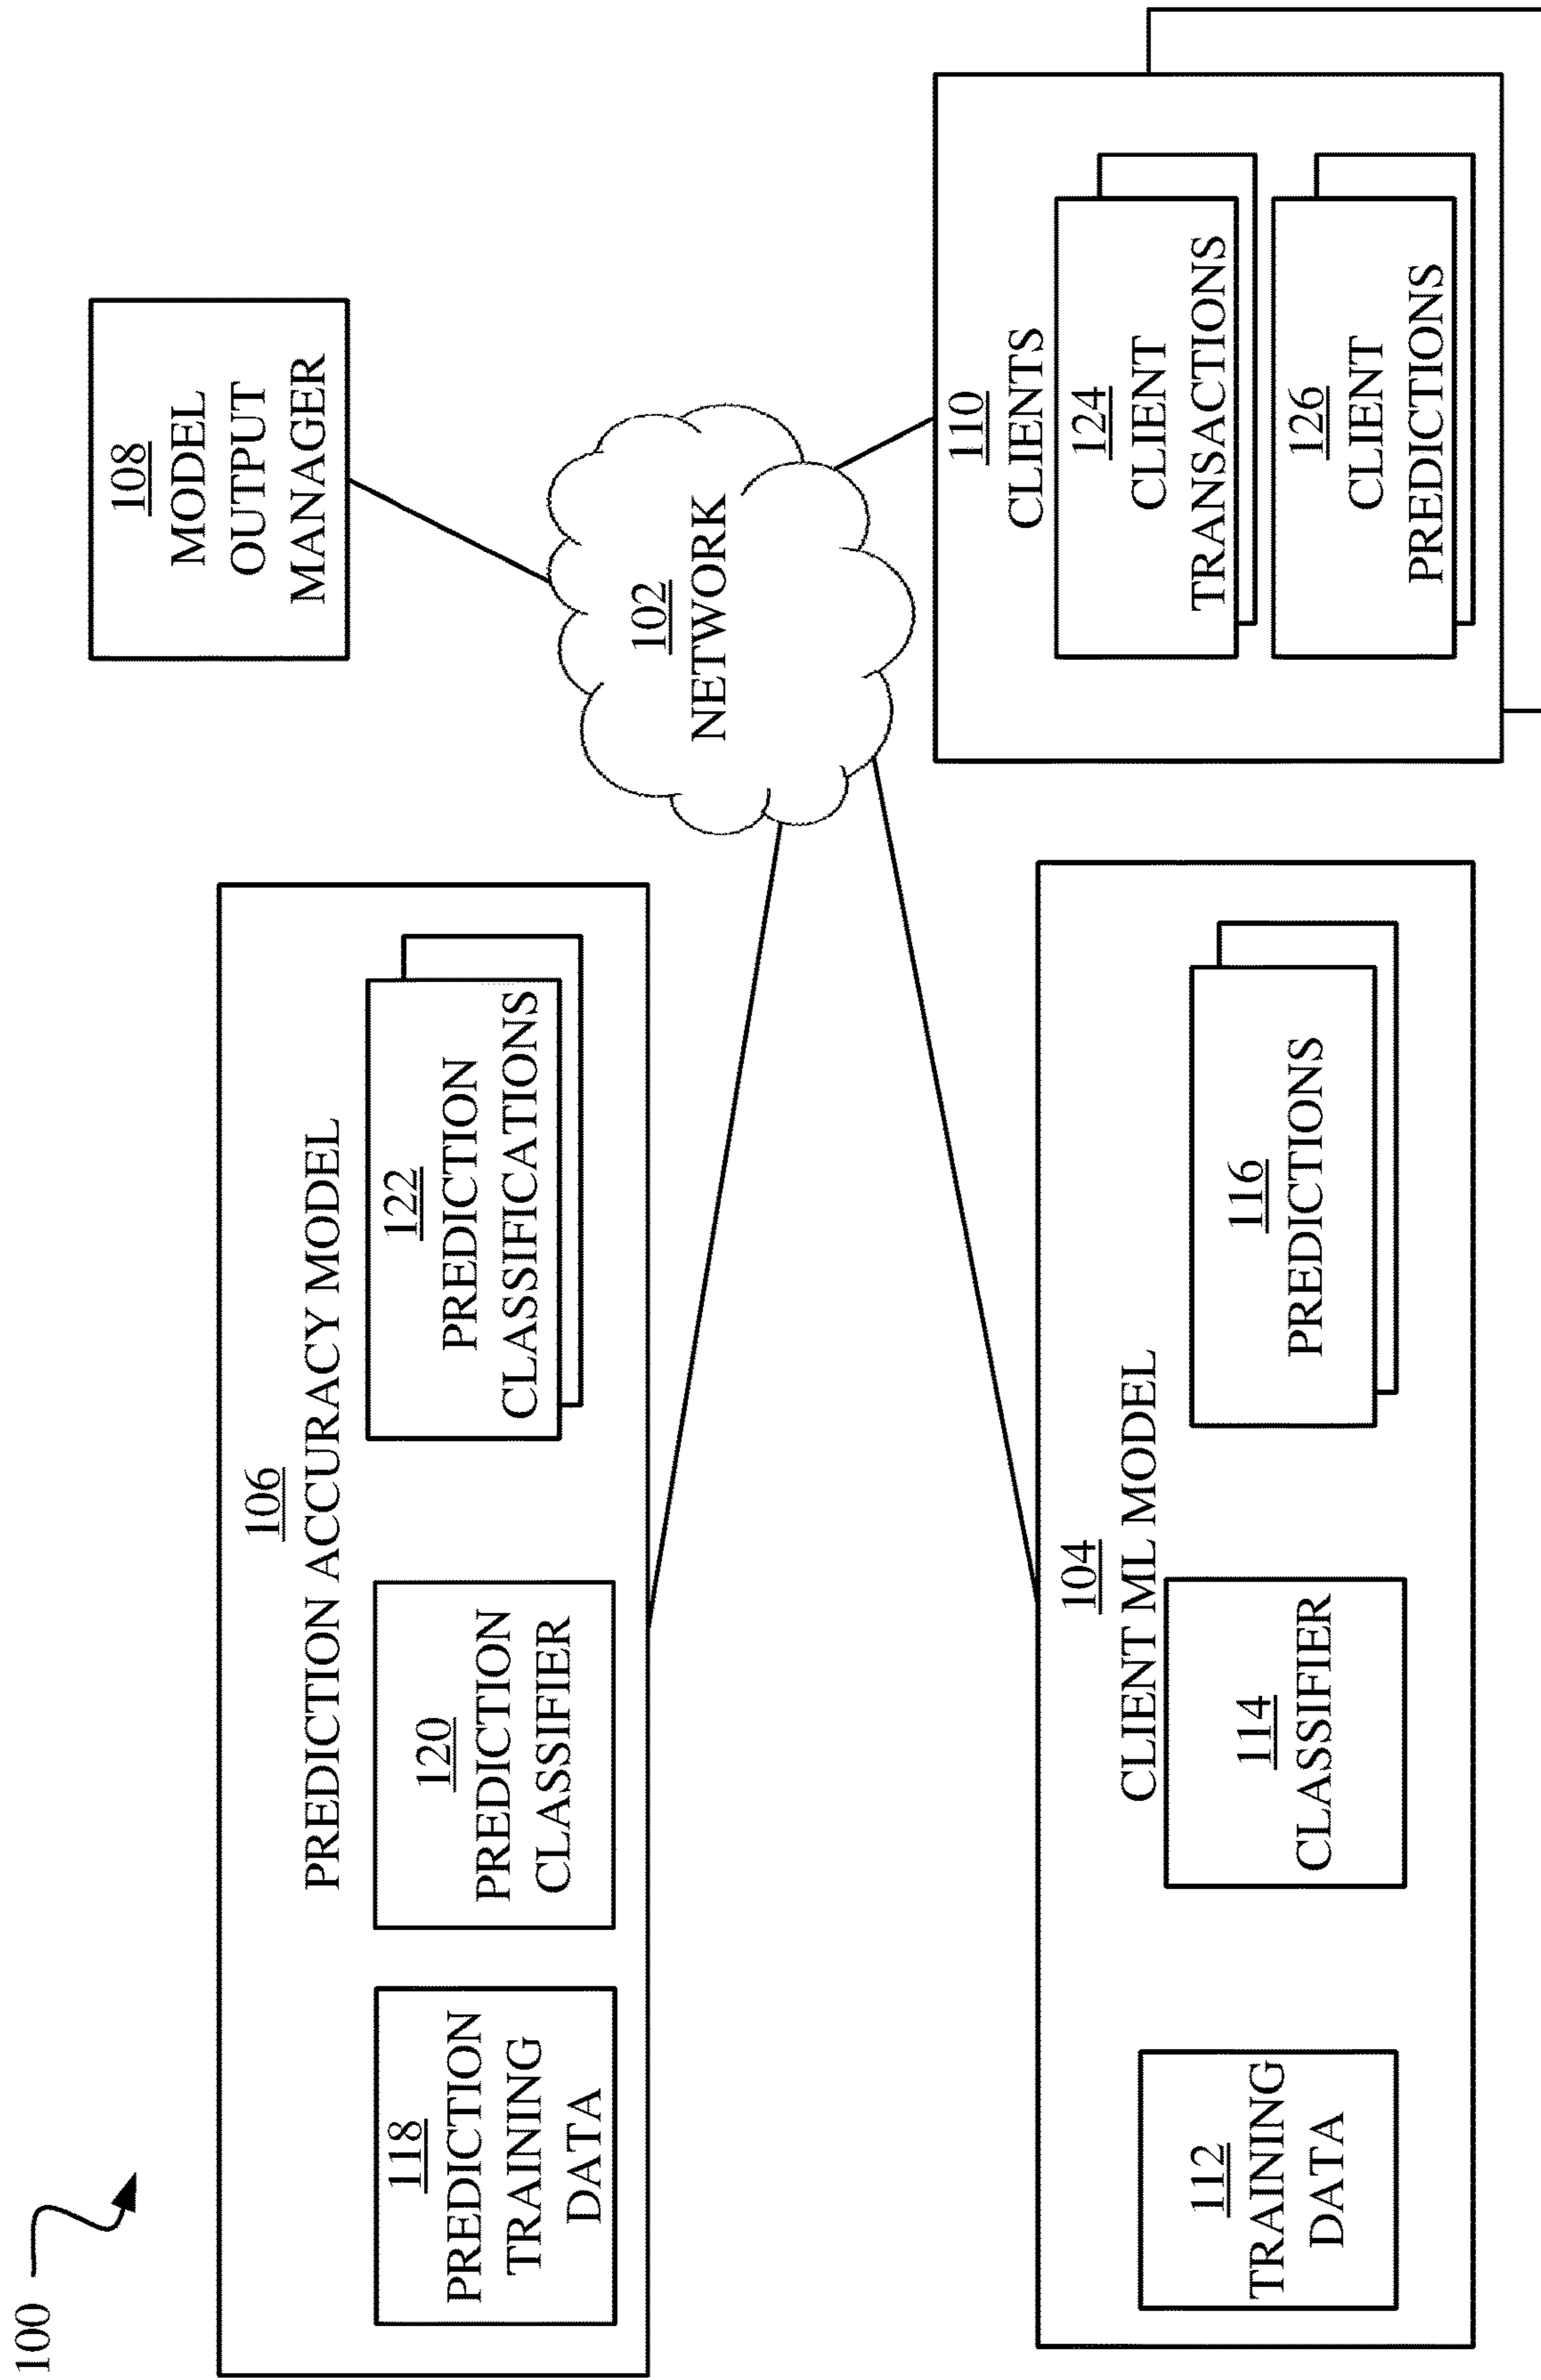 100
106
PREDICTION ACCURACY MODEL
118
PREDICTION
TRAINING
DATA
120
PREDICTION
CLASSIFIER
122
PREDICTION
CLASSIFICATIONS
108
MODEL
OUTPUT
MANAGER
102
NETWORK
104
CLIENT ML MODEL
112
TRAINING
DATA
114
CLASSIFIER
116
PREDICTIONS
110
CLIENTS
124
CLIENT
TRANSACTIONS
126
CLIENT
PREDICTIONS